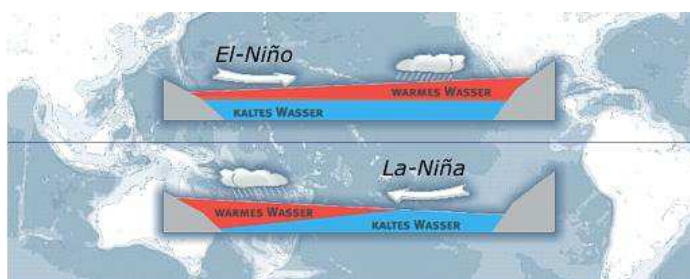 El-Niño
WARMES WASSER
KALTES WASSER
La-Niña
WARMES WASSER
KALTES WASSER